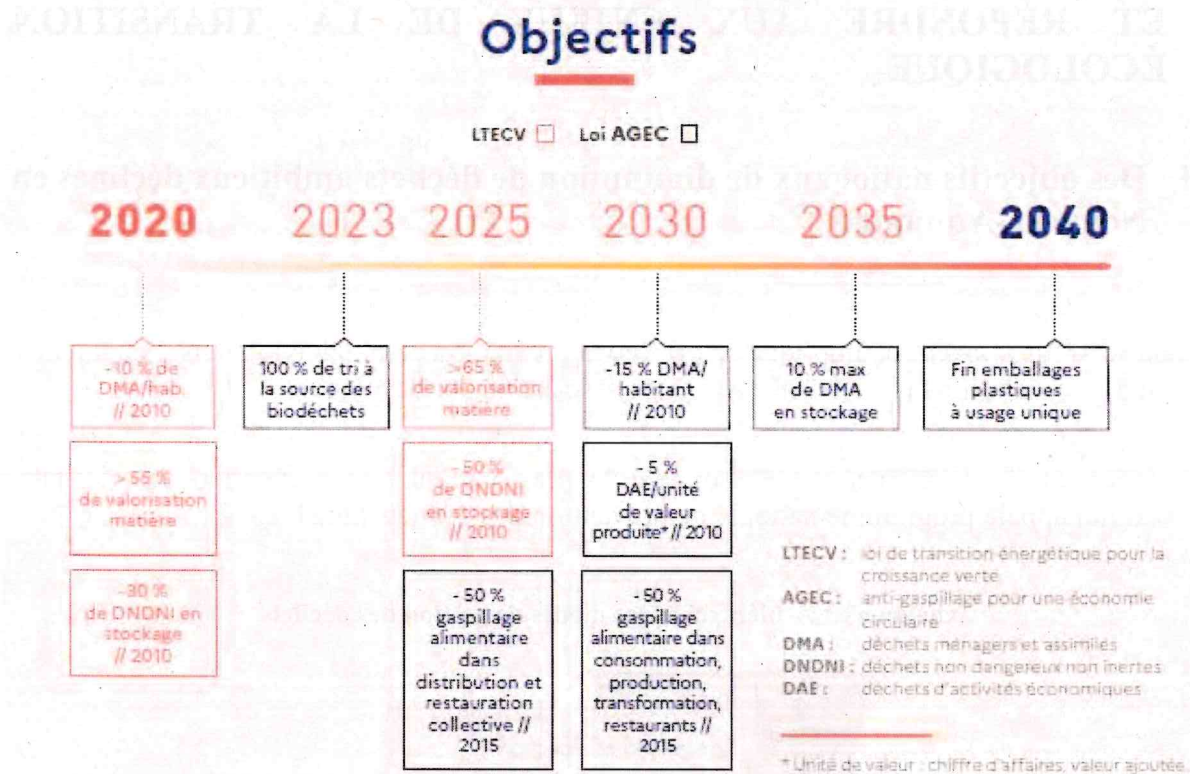 Objectifs
LTECV Loi AGEC
2020 2023 2025 2030 2035 2040
-10 % de
DMA/hab.
// 2010
> 55 %
de valorisation
matière
-30 %
de DNDNI en
stockage
// 2010
100 % de tri à
la source des
biodéchets
>65 %
de valorisation
matière
- 50 %
de DNDNI
en stockage
// 2010
- 50 %
gaspillage
alimentaire
dans
distribution et
restauration
collective //
2015
-15 % DMA/
habitant
// 2010
- 5 %
DAE/unité
de valeur
produite* // 2010
-50 %
gaspillage
alimentaire dans
consommation,
production,
transformation,
restaurants //
2015
10 % max
de DMA
en stockage
Fin emballages
plastiques
à usage unique
LTECV : loi de transition énergétique pour la
croissance verte
AGEC : anti-gaspillage pour une économie
circulaire
DMA : déchets ménagers et assimilés
DNDNI : déchets non dangereux non inertes
DAE : déchets d'activités économiques
* Unité de valeur : chiffre d'affaires, valeur ajoutée